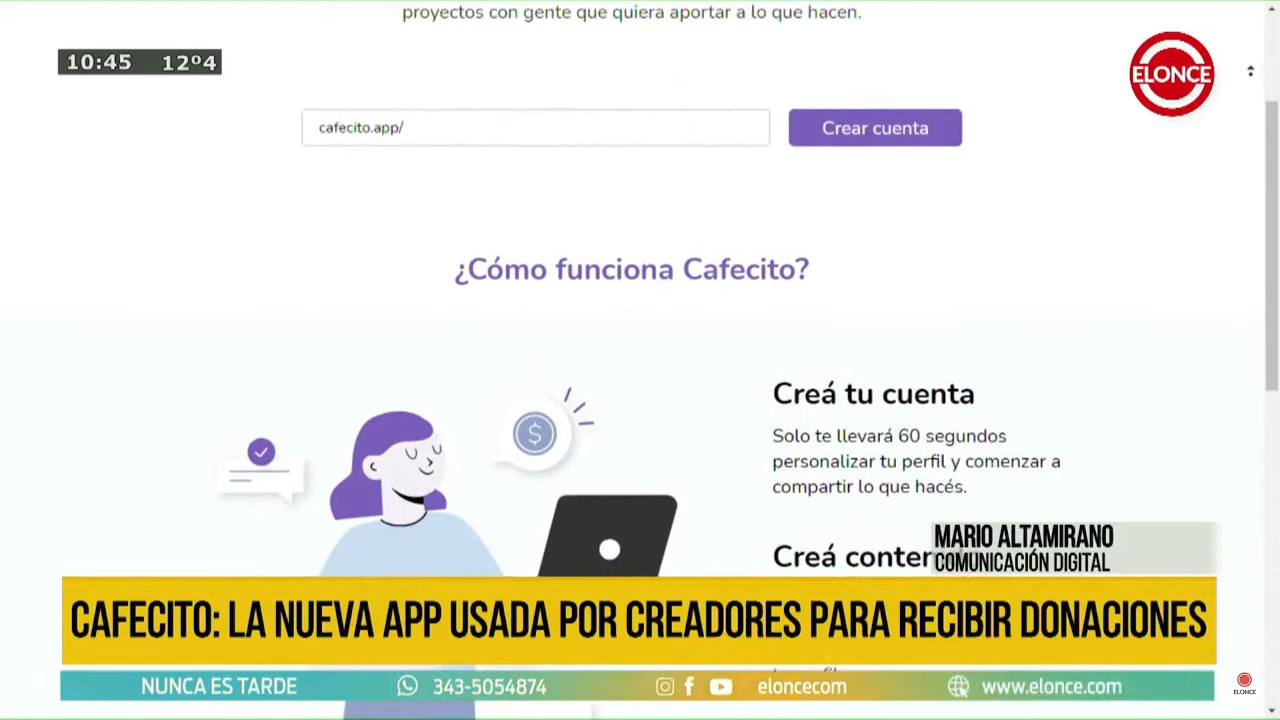 proyectos con gente que quiera aportar a lo que hacen.
10:45 12º4
ELONCE
cafecito.app/
Crear cuenta
¿Cómo funciona Cafecito?
$
Creá tu cuenta
Solo te llevará 60 segundos
personalizar tu perfil y comenzar a
compartir lo que hacés.
MARIO ALTAMIRANO
COMUNICACIÓN DIGITAL
Creá
CAFECITO: LA NUEVA APP USADA POR CREADORES PARA RECIBIR DONACIONES
NUNCA ES TARDE 343-5054874 eloncecom www.elonce.com
ELONCE